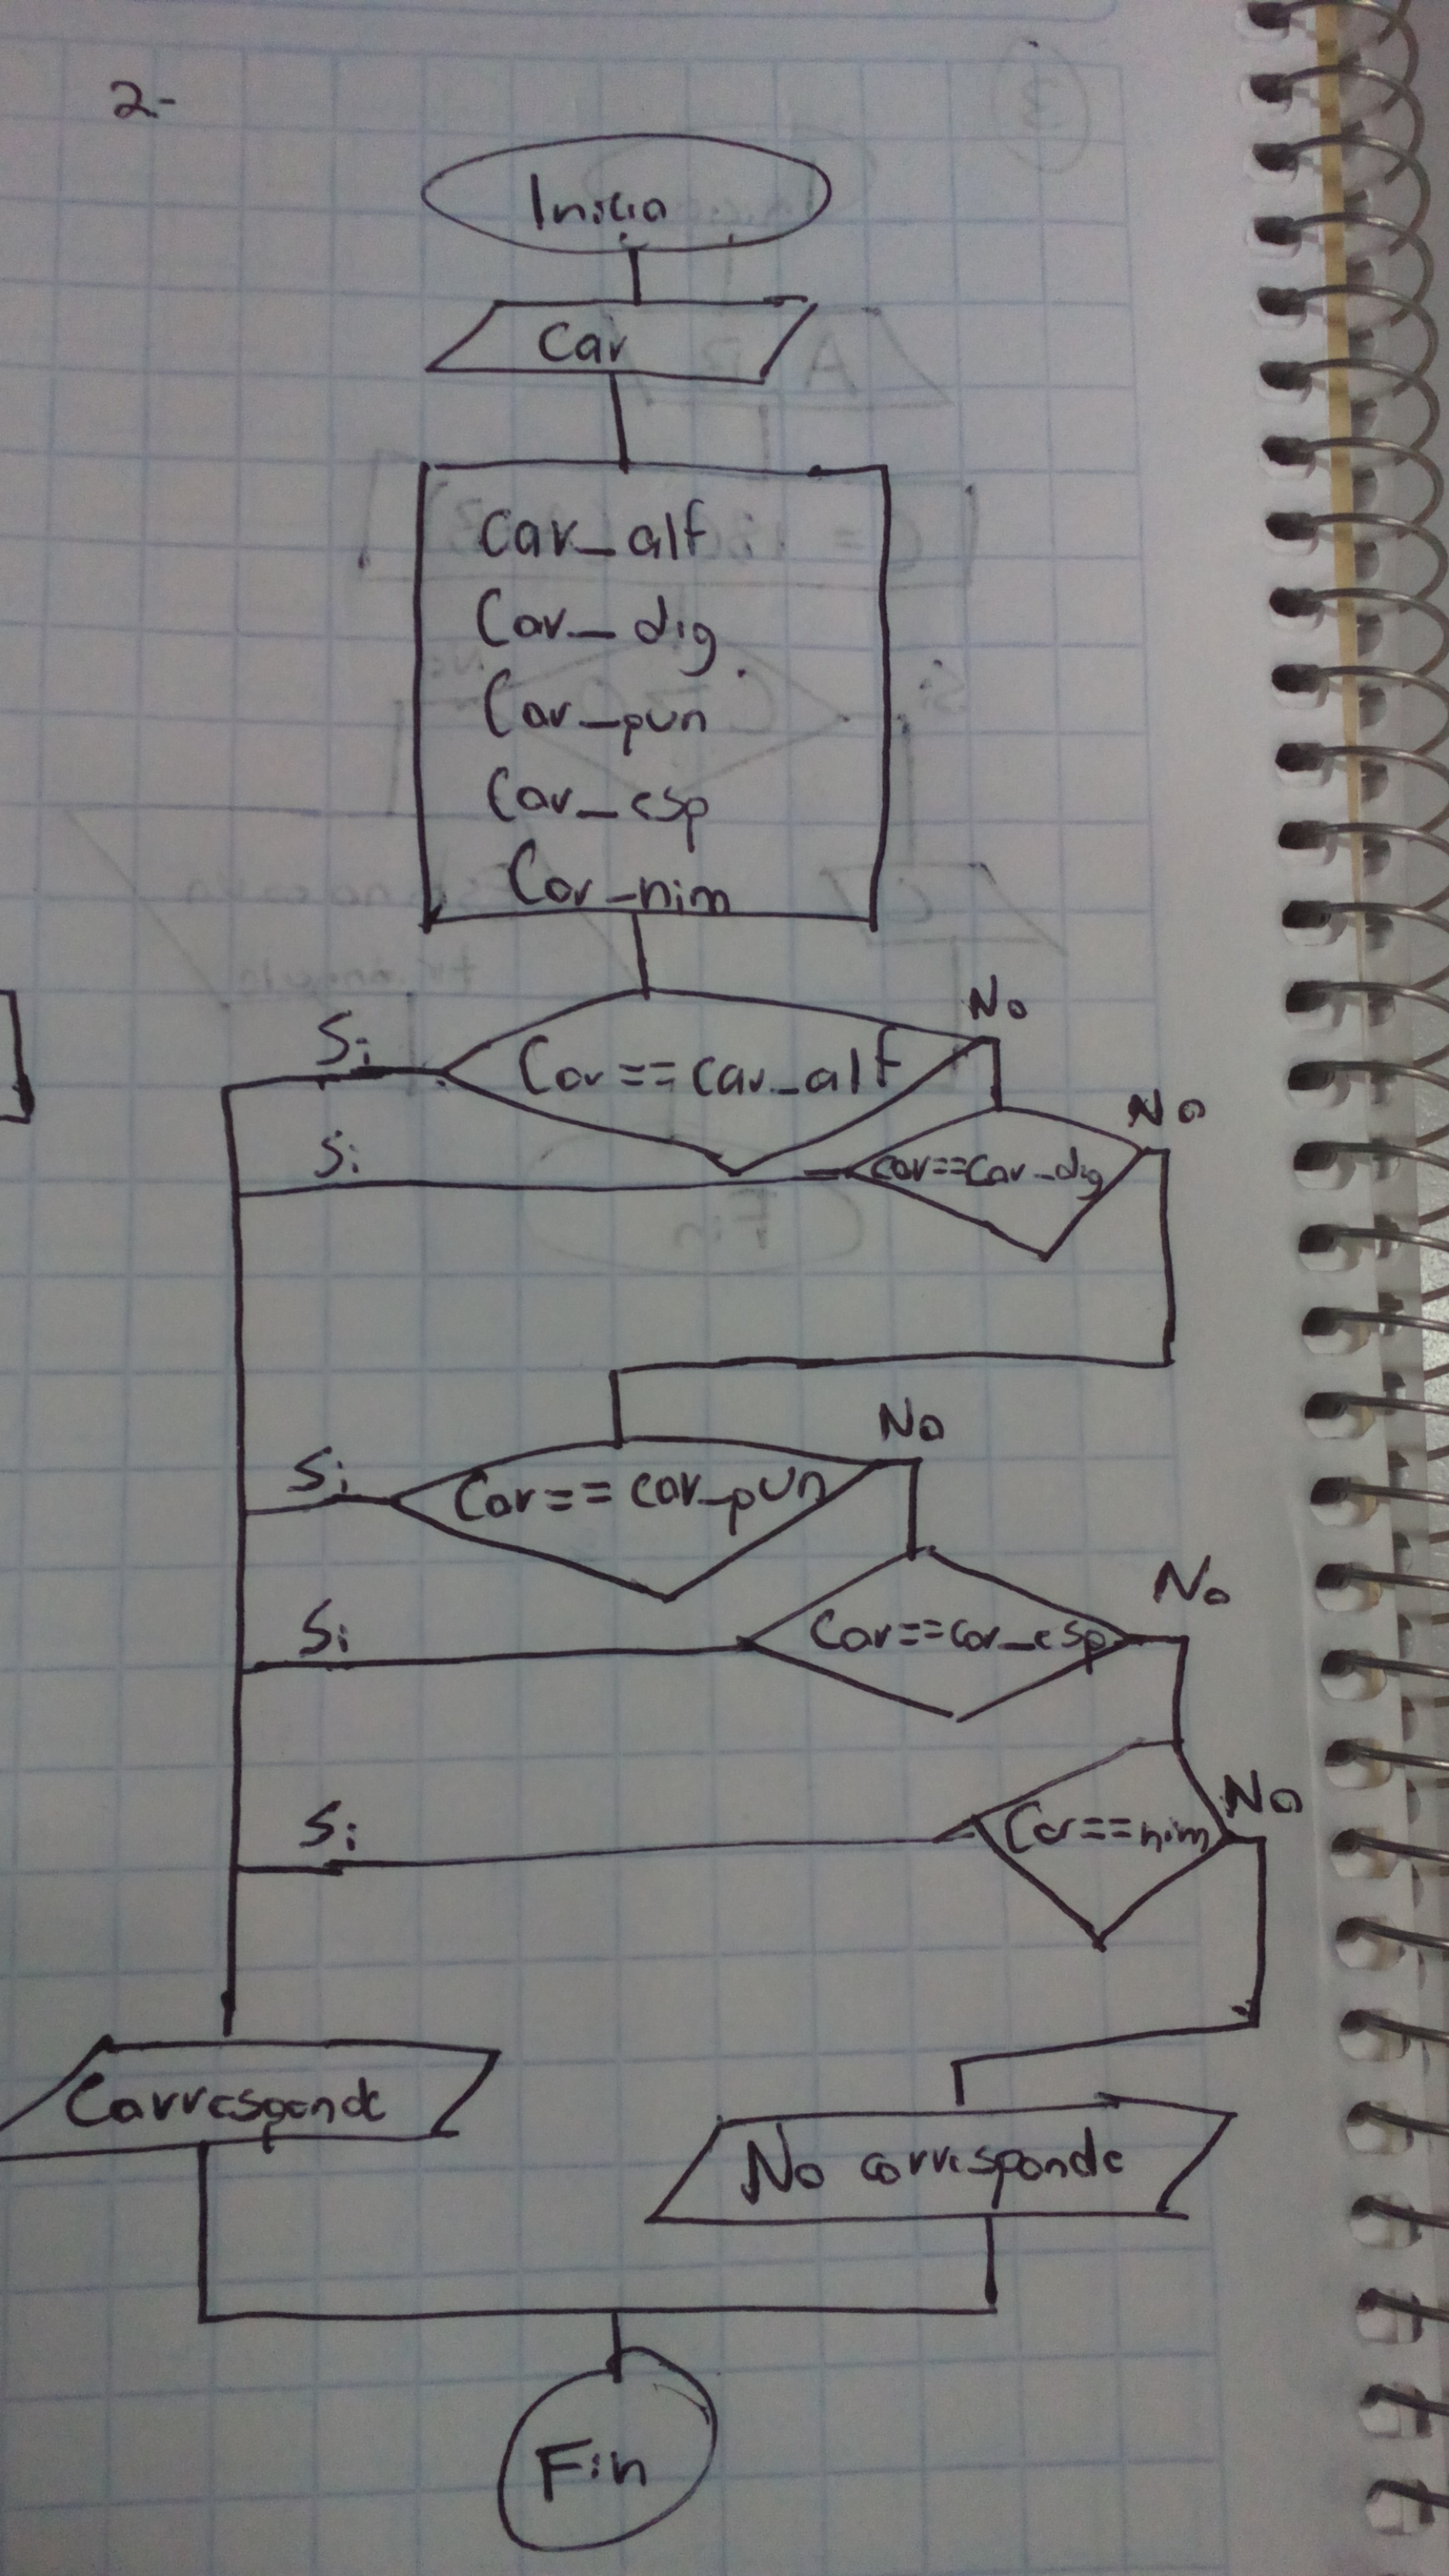 2-
Inicio
Car
Car_alf
Car_dig
Car_pun
Car_esp
Car_nim
Si
Car==car_alf
No
Si
car==Car_dig
No
Si
Car==car_pun
No
Si
Car==car_esp
No
Si
Car==nim
No
Corresponde
No corresponde
Fin